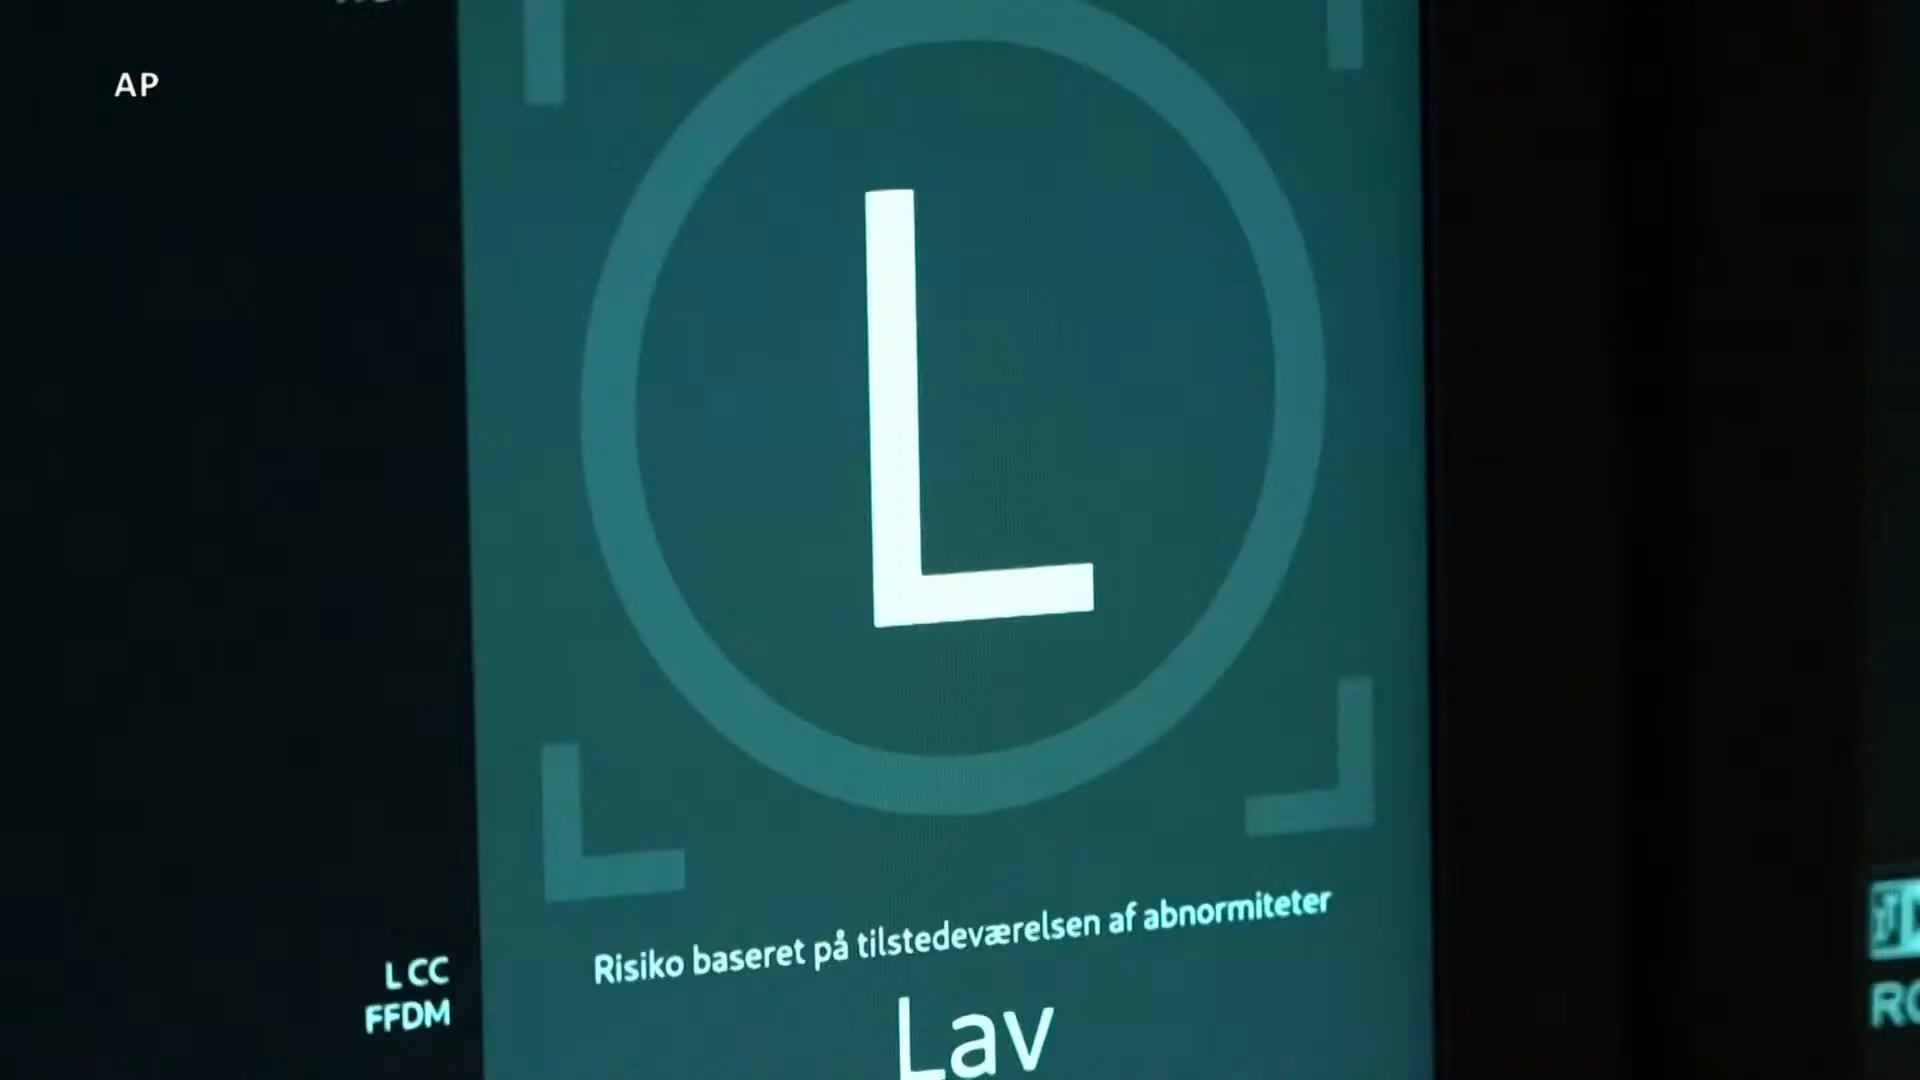 AP
L
Risiko baseret på tilstedeværelsen af abnormiteter
Lav
L CC
FFDM